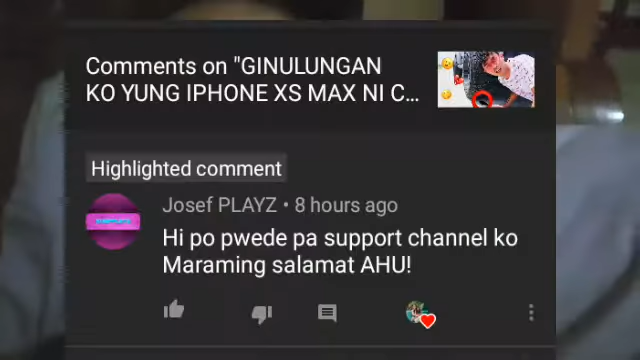 Comments on "GINULUNGAN
KO YUNG IPHONE XS MAX NI C...
Highlighted comment
Josef PLAYZ • 8 hours ago
Hi po pwede pa support channel ko
Maraming salamat AHU!